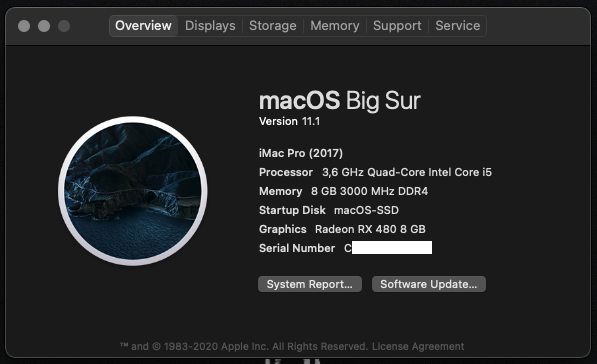 Overview Displays Storage Memory Support Service
macOS Big Sur
Version 11.1
iMac Pro (2017)
Processor 3,6 GHz Quad-Core Intel Core i5
Memory 8 GB 3000 MHz DDR4
Startup Disk macOS-SSD
Graphics Radeon RX 480 8 GB
Serial Number C
System Report... Software Update...
™ and © 1983-2020 Apple Inc. All Rights Reserved. License Agreement